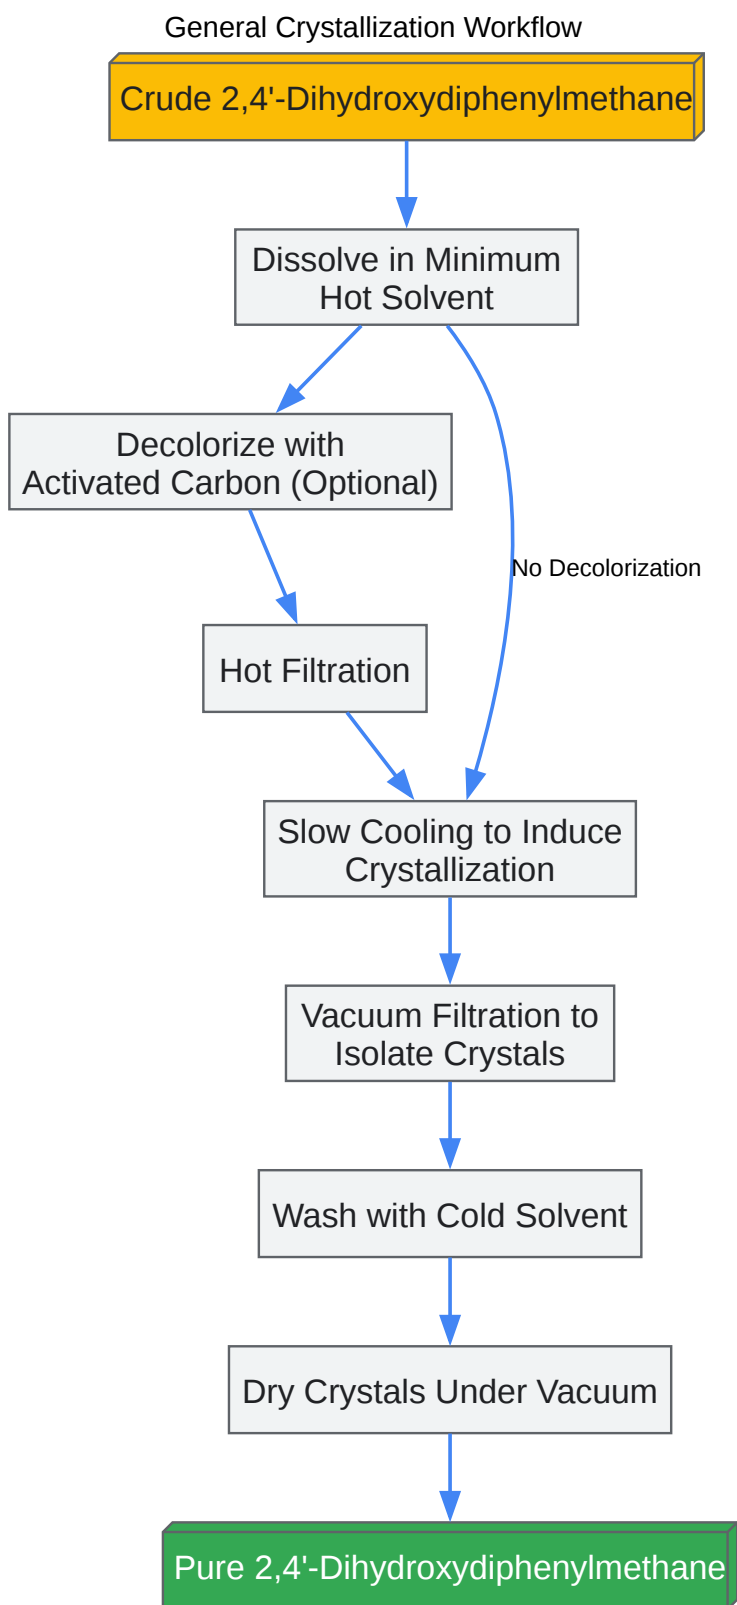 General Crystallization Workflow
Crude 2,4'-Dihydroxydiphenylmethane
Dissolve in Minimum
Hot Solvent
Decolorize with
Activated Carbon (Optional)
No Decolorization
Hot Filtration
Slow Cooling to Induce
Crystallization
Vacuum Filtration to
Isolate Crystals
Wash with Cold Solvent
Dry Crystals Under Vacuum
Pure 2,4'-Dihydroxydiphenylmethane